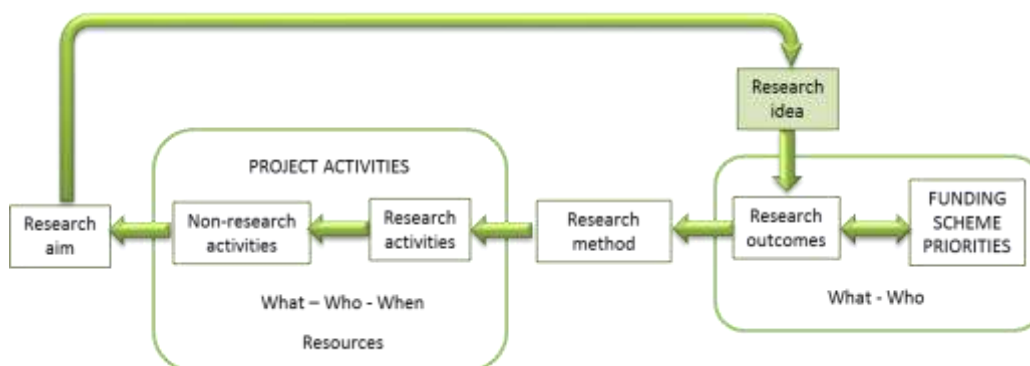 Research
idea
PROJECT ACTIVITIES
Research
aim
Non-research
activities
Research
activities
Research
method
Research
outcomes
FUNDING
SCHEME
PRIORITIES
What – Who - When
Resources
What - Who